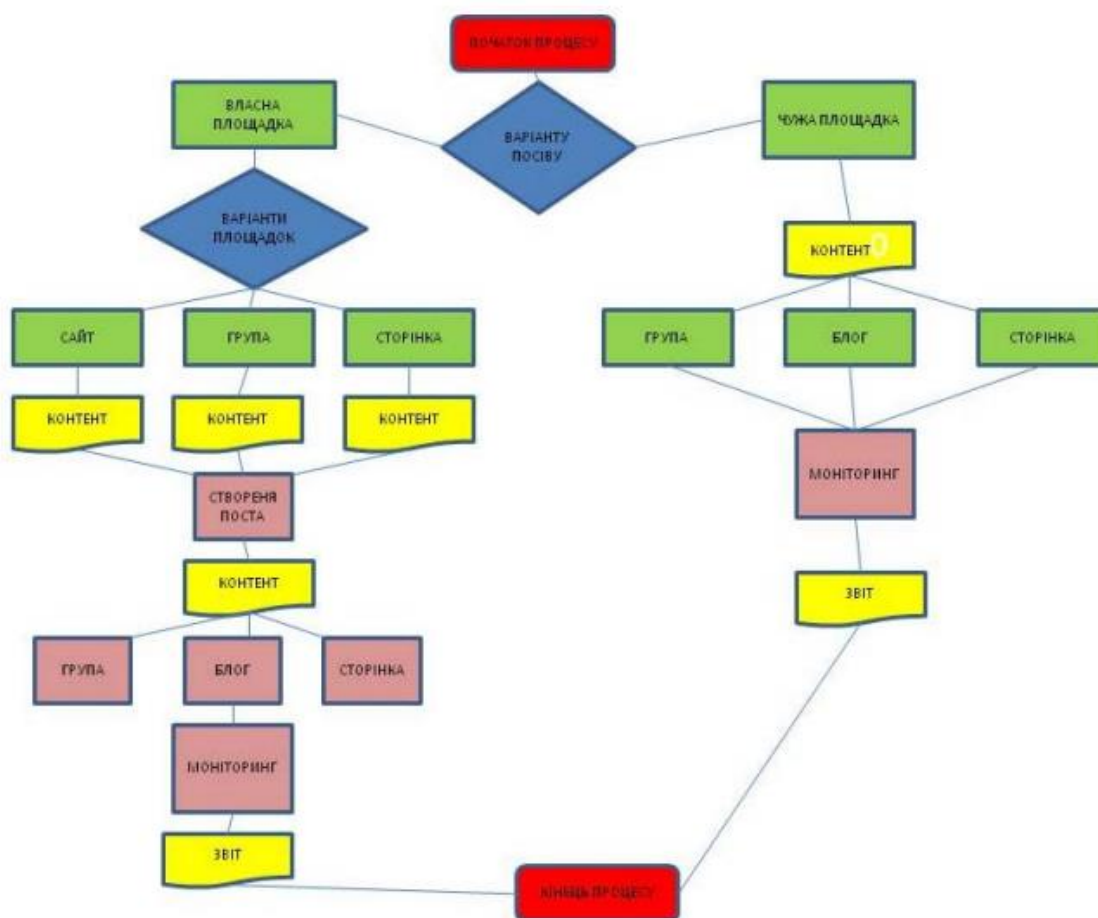 ПОЧАТОК ПРОЦЕСУ
ВЛАСНА
ПЛОЩАДКА
ВАРІАНТУ
ПОСІВУ
ЧУЖА ПЛОЩАДКА
ВАРІАНТИ
ПЛОЩАДОК
КОНТЕНТ0
САЙТ
ГРУПА
СТОРІНКА
ГРУПА
БЛОГ
СТОРІНКА
КОНТЕНТ
КОНТЕНТ
КОНТЕНТ
МОНІТОРИНГ
СТВОРЕНЯ
ПОСТА
КОНТЕНТ
ЗВІТ
ГРУПА
БЛОГ
СТОРІНКА
МОНІТОРИНГ
ЗВІТ
КІНЕЦЬ ПРОЦЕСУ